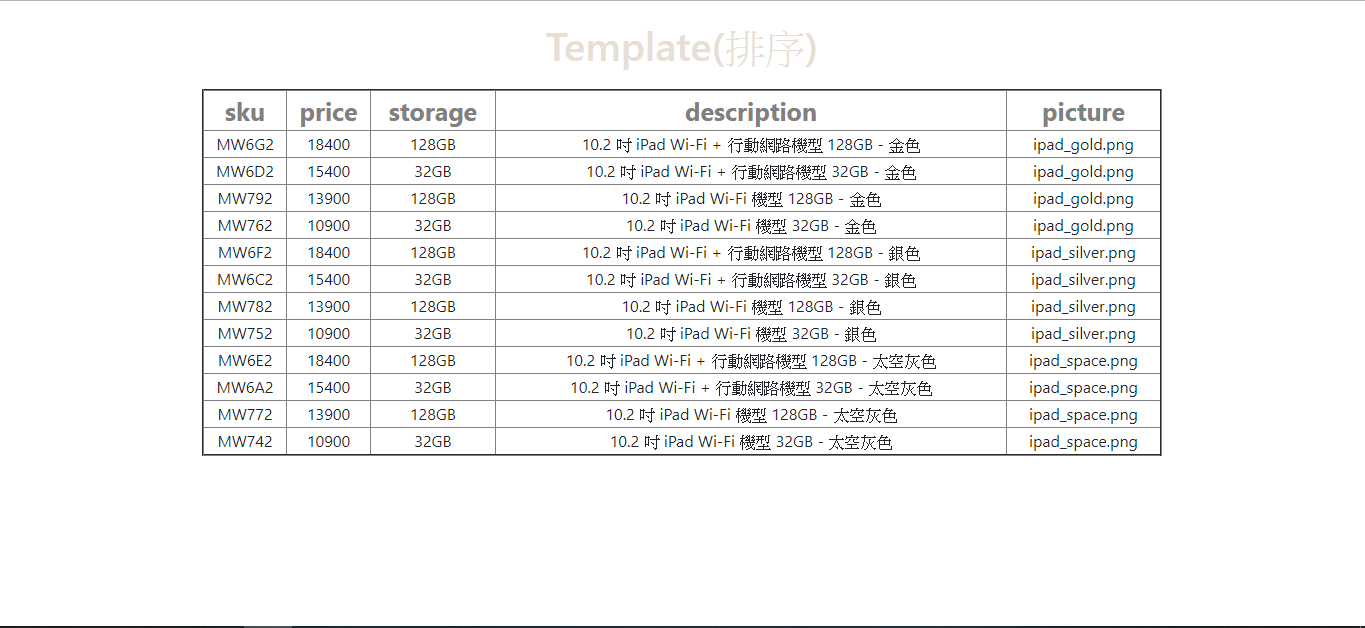 Template(排序)
sku price storage description picture
MW6G2 18400 128GB 10.2 吋 iPad Wi-Fi + 行動網路機型 128GB - 金色 ipad_gold.png
MW6D2 15400 32GB 10.2 吋 iPad Wi-Fi + 行動網路機型 32GB - 金色 ipad_gold.png
MW792 13900 128GB 10.2 吋 iPad Wi-Fi 機型 128GB - 金色 ipad_gold.png
MW762 10900 32GB 10.2 吋 iPad Wi-Fi 機型 32GB - 金色 ipad_gold.png
MW6F2 18400 128GB 10.2 吋 iPad Wi-Fi + 行動網路機型 128GB - 銀色 ipad_silver.png
MW6C2 15400 32GB 10.2 吋 iPad Wi-Fi + 行動網路機型 32GB - 銀色 ipad_silver.png
MW782 13900 128GB 10.2 吋 iPad Wi-Fi 機型 128GB - 銀色 ipad_silver.png
MW752 10900 32GB 10.2 吋 iPad Wi-Fi 機型 32GB - 銀色 ipad_silver.png
MW6E2 18400 128GB 10.2 吋 iPad Wi-Fi + 行動網路機型 128GB - 太空灰色 ipad_space.png
MW6A2 15400 32GB 10.2 吋 iPad Wi-Fi + 行動網路機型 32GB - 太空灰色 ipad_space.png
MW772 13900 128GB 10.2 吋 iPad Wi-Fi 機型 128GB - 太空灰色 ipad_space.png
MW742 10900 32GB 10.2 吋 iPad Wi-Fi 機型 32GB - 太空灰色 ipad_space.png